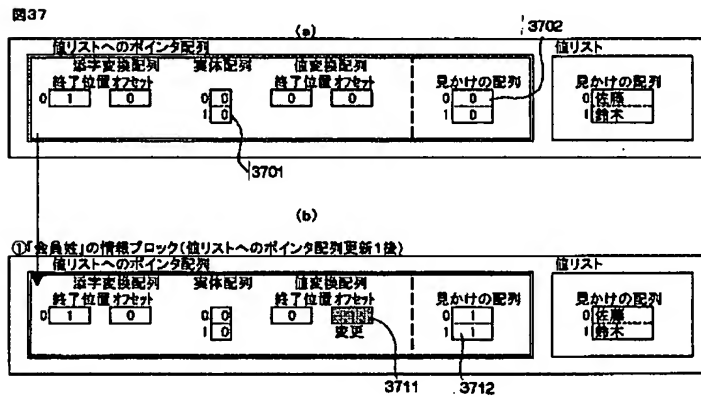 図37
(a)
3702
値リストへのポインタ配列
値リスト
添字変換配列 実体配列 値変換配列
終了位置 オフセット 終了位置 オフセット 見かけの配列 見かけの配列
0 1 0 0 0 0 0 0 0 0 佐藤
1 0 1 0 1 鈴木
3701
(b)
①「会員姓」の情報ブロック(値リストへのポインタ配列更新1後)
値リストへのポインタ配列
値リスト
添字変換配列 実体配列 値変換配列
終了位置 オフセット 終了位置 オフセット 見かけの配列 見かけの配列
0 1 0 0 0 0 0 1 0 佐藤
1 0 変更 1 1 1 鈴木
3711
3712